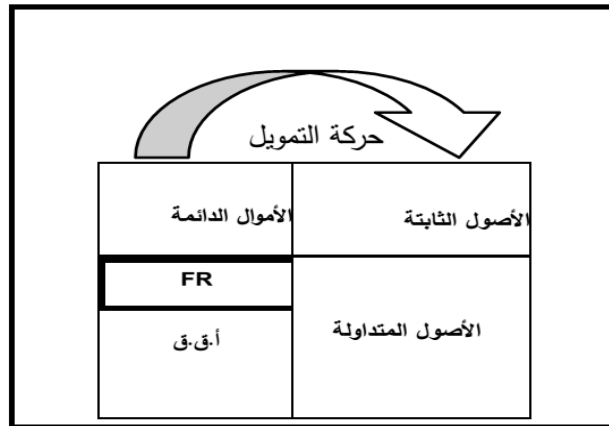 حركة التمويل
الأصول الثابتة
الأموال الدائمة
FR
الأصول المتداولة
أ.ق.ق